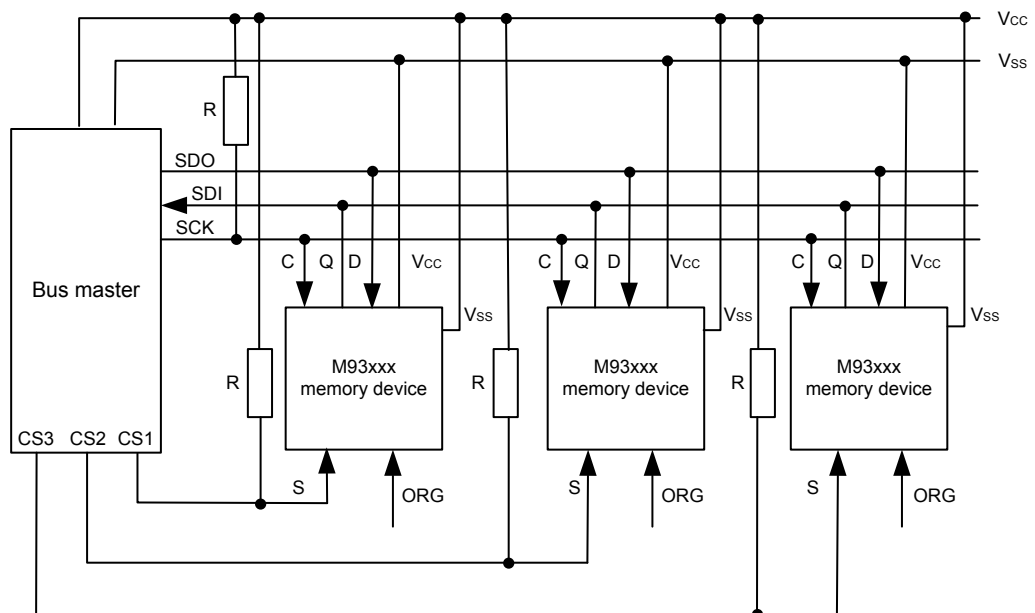 VCC
VSS
R
SDO
SDI
SCK
C Q D VCC
C Q D VCC
C Q D VCC
Bus master
VSS
VSS
VSS
R
M93xxx
memory device
R
M93xxx
memory device
R
M93xxx
memory device
CS3 CS2 CS1
S
ORG
S
ORG
S
ORG